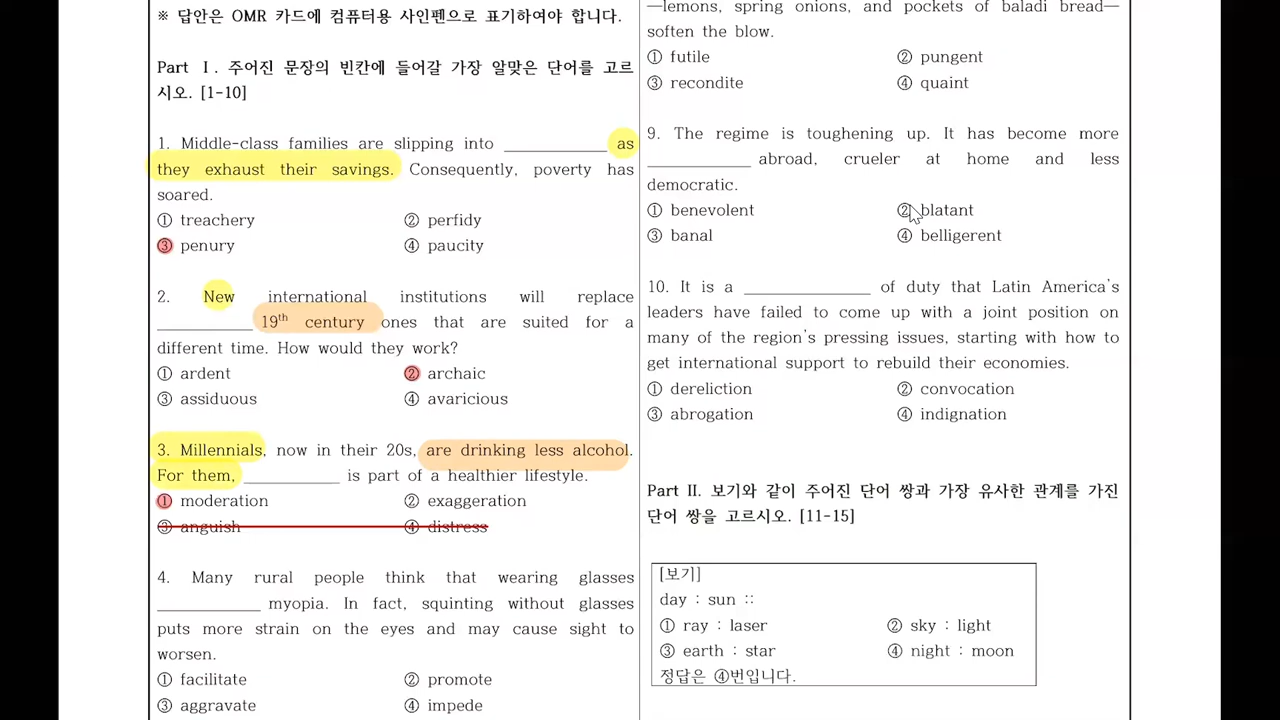 ※ 답안은 OMR 카드에 컴퓨터용 사인펜으로 표기하여야 합니다.
Part Ⅰ. 주어진 문장의 빈칸에 들어갈 가장 알맞은 단어를 고르
시오. [1-10]
1. Middle-class families are slipping into ____________ as
they exhaust their savings. Consequently, poverty has
soared.
① treachery ② perfidy
③ penury ④ paucity
2. New international institutions will replace
___________ 19th century ones that are suited for a
different time. How would they work?
① ardent ② archaic
③ assiduous ④ avaricious
3. Millennials, now in their 20s, are drinking less alcohol.
For them, ___________ is part of a healthier lifestyle.
① moderation ② exaggeration
③ anguish ④ distress
4. Many rural people think that wearing glasses
____________ myopia. In fact, squinting without glasses
puts more strain on the eyes and may cause sight to
worsen.
① facilitate ② promote
③ aggravate ④ impede
—lemons, spring onions, and pockets of baladi bread—
soften the blow.
① futile ② pungent
③ recondite ④ quaint
9. The regime is toughening up. It has become more
____________ abroad, crueler at home and less
democratic.
① benevolent ② blatant
③ banal ④ belligerent
10. It is a _______________ of duty that Latin America's
leaders have failed to come up with a joint position on
many of the region's pressing issues, starting with how to
get international support to rebuild their economies.
① dereliction ② convocation
③ abrogation ④ indignation
Part II. 보기와 같이 주어진 단어 쌍과 가장 유사한 관계를 가진
단어 쌍을 고르시오. [11-15]
[보기]
day : sun ::
① ray : laser ② sky : light
③ earth : star ④ night : moon
정답은 ④번입니다.